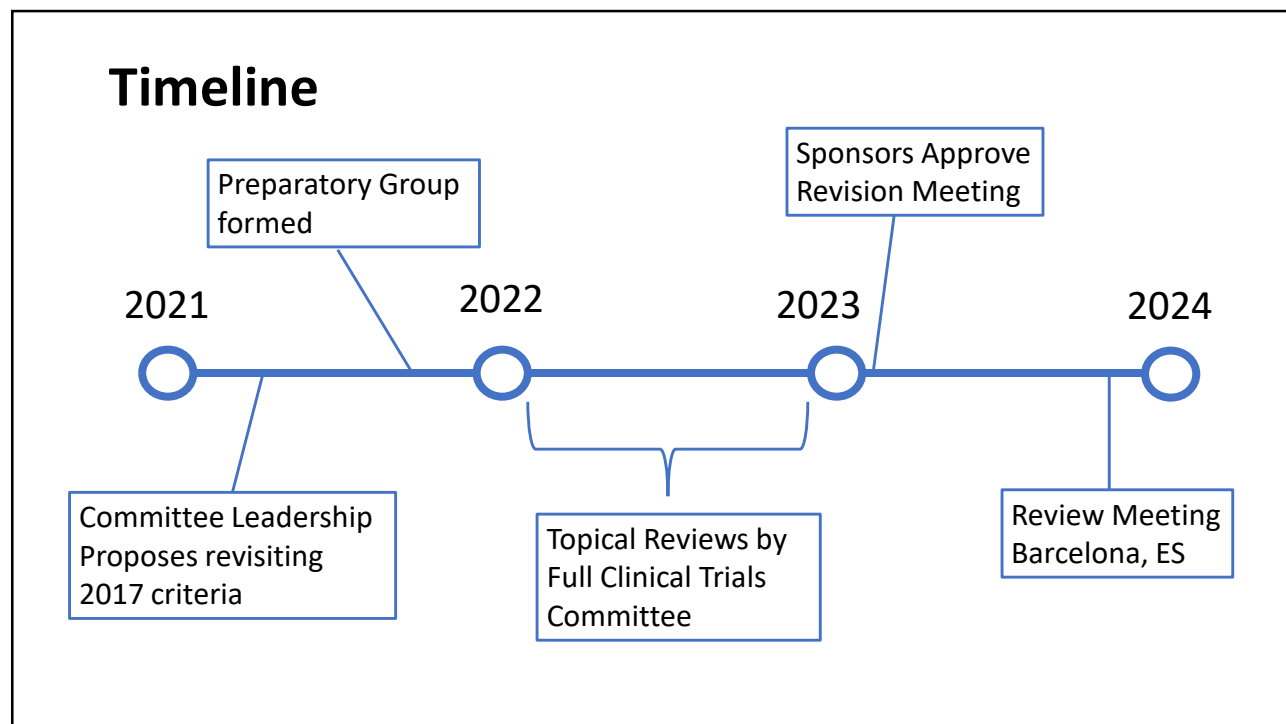 Timeline
Preparatory Group
formed
Sponsors Approve
Revision Meeting
2021
2022
2023
2024
Committee Leadership
Proposes revisiting
2017 criteria
Topical Reviews by
Full Clinical Trials
Committee
Review Meeting
Barcelona, ES